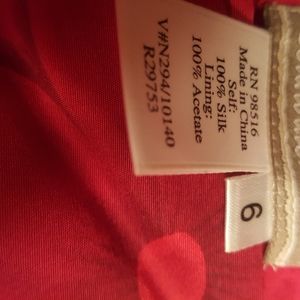 RN 98516
Made in China
Self:
100% Silk
Lining:
100% Acetate
V#N294/10140
R29753
6